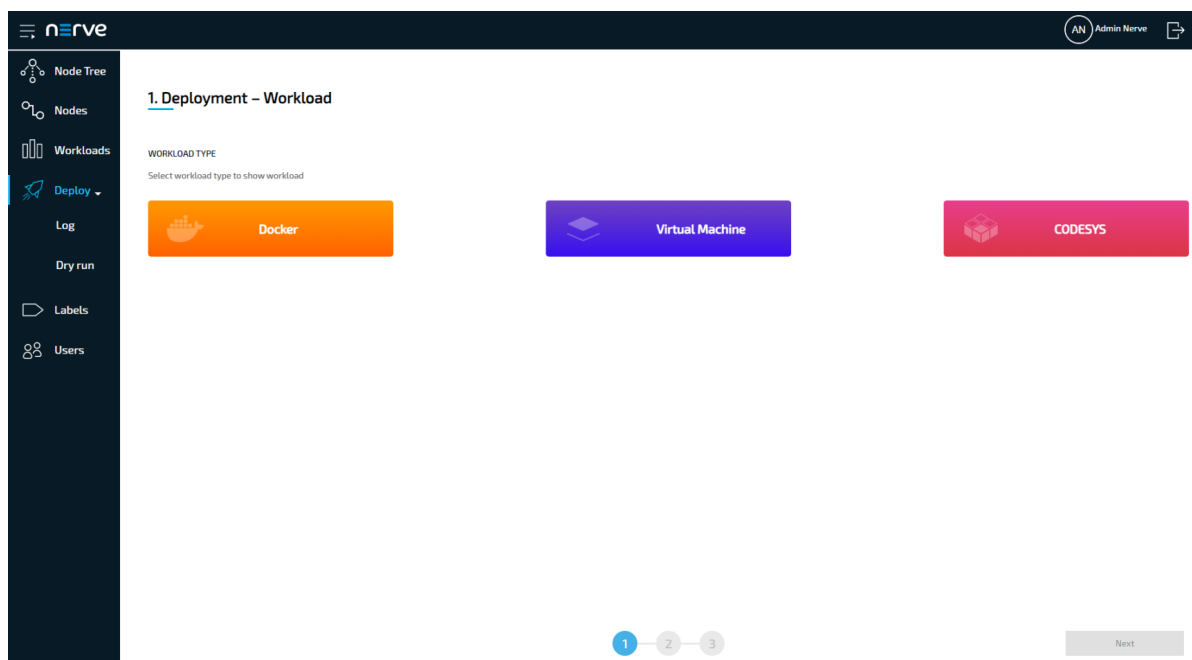 nerve
AN Admin Nerve
Node Tree
Nodes
Workloads
Deploy
Log
Dry run
Labels
Users
1. Deployment – Workload
WORKLOAD TYPE
Select workload type to show workload
Docker
Virtual Machine
CODESYS
1 2 3
Next